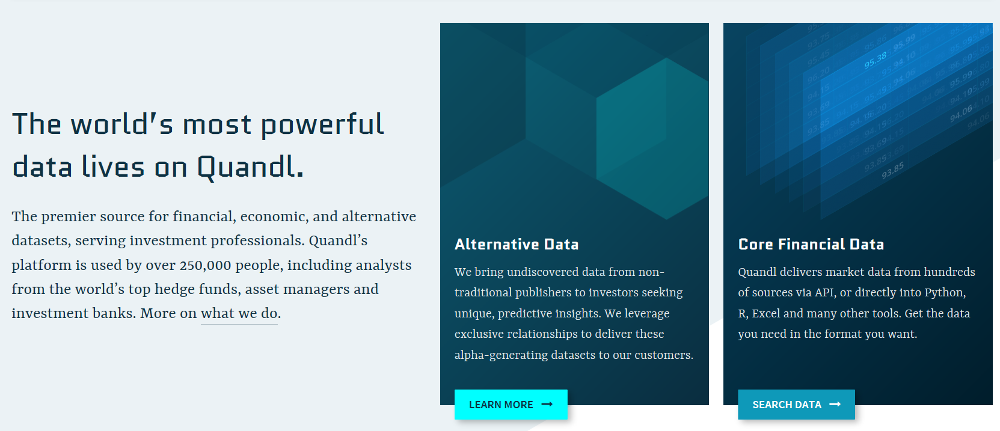 The world's most powerful
data lives on Quandl.
The premier source for financial, economic, and alternative
datasets, serving investment professionals. Quandl’s
platform is used by over 250,000 people, including analysts
from the world’s top hedge funds, asset managers and
investment banks. More on what we do.
Alternative Data
We bring undiscovered data from non-
traditional publishers to investors seeking
unique, predictive insights. We leverage
exclusive relationships to deliver these
alpha-generating datasets to our customers.
LEARN MORE →
95.99
95.38
94.10
94.06
95.99
94.06
93.85
Core Financial Data
Quandl delivers market data from hundreds
of sources via API, or directly into Python,
R, Excel and many other tools. Get the data
you need in the format you want.
SEARCH DATA →